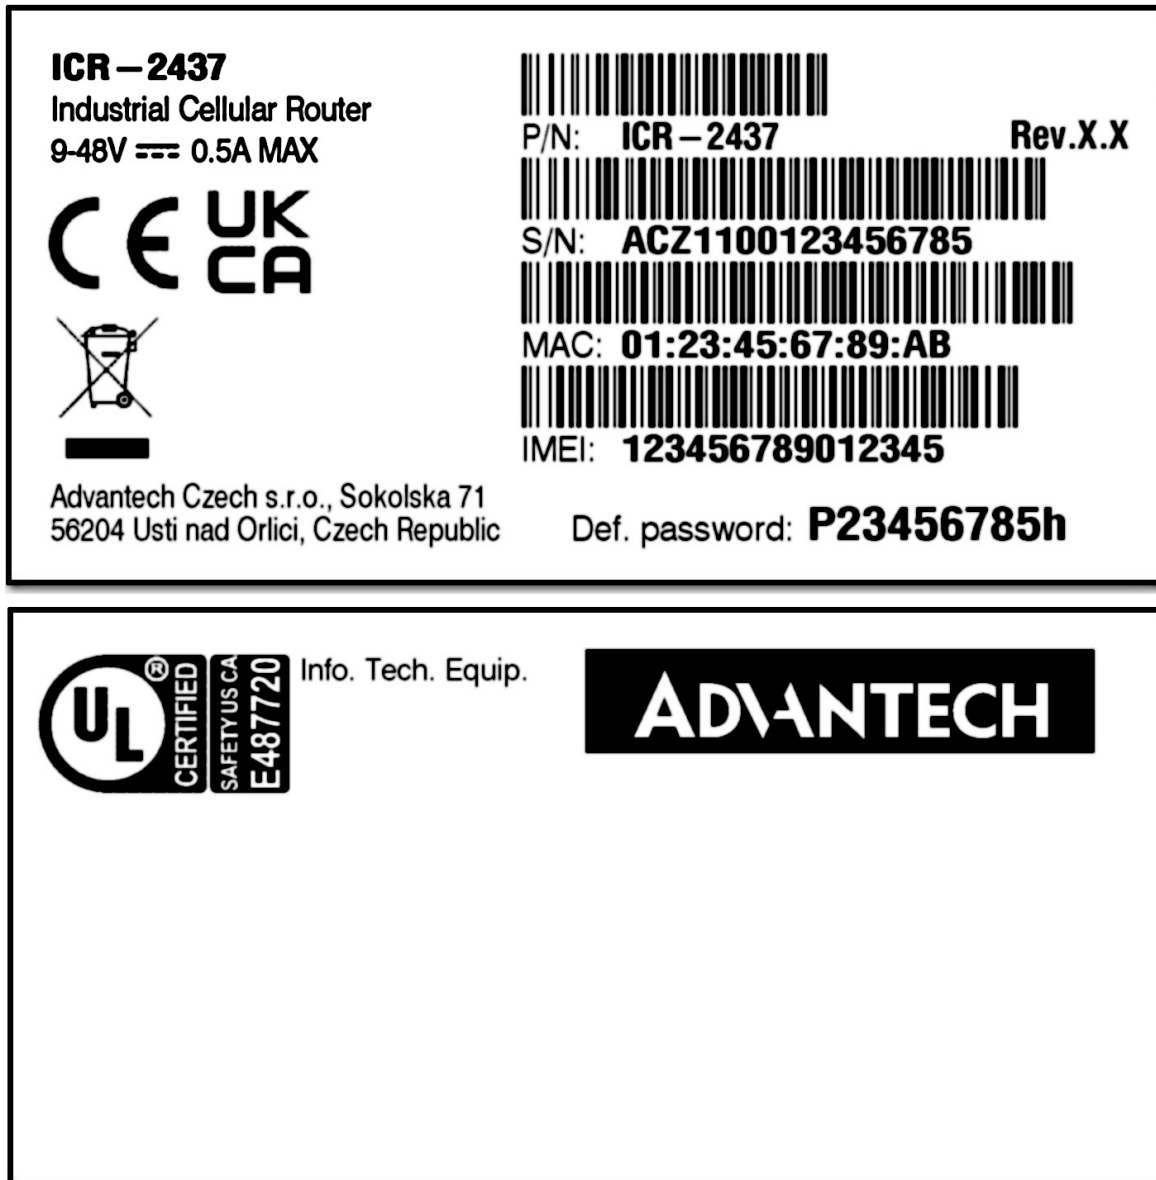 ICR-2437
Industrial Cellular Router
9-48V ⎓ 0.5A MAX
CE
UK
CA
Advantech Czech s.r.o., Sokolska 71
56204 Usti nad Orlici, Czech Republic
P/N: ICR-2437 Rev.X.X
S/N: ACZ1100123456785
MAC: 01:23:45:67:89:AB
IMEI: 123456789012345
Def. password: P23456785h
UL®
CERTIFIED
SAFETY US CA
E487720
Info. Tech. Equip.
ADVANTECH